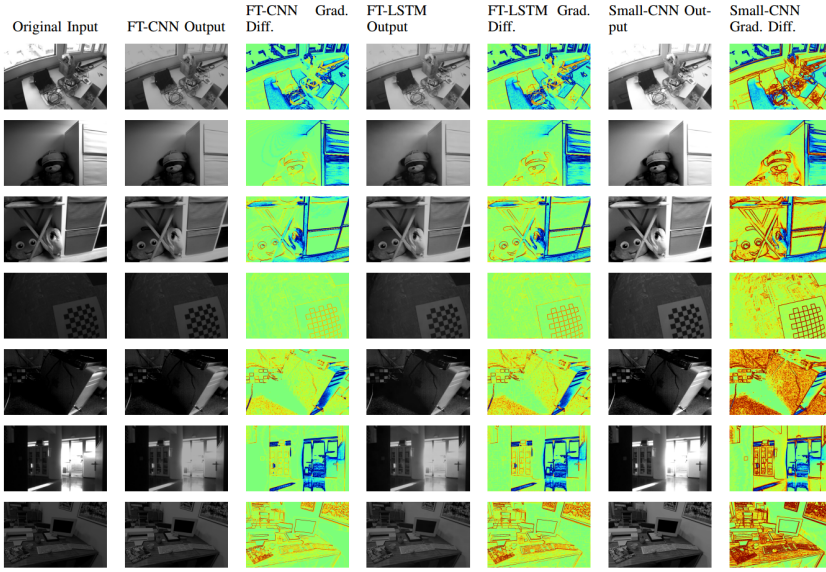 Original Input
FT-CNN Output
FT-CNN Grad.
Diff.
FT-LSTM
Output
FT-LSTM Grad.
Diff.
Small-CNN Out-
put
Small-CNN
Grad. Diff.